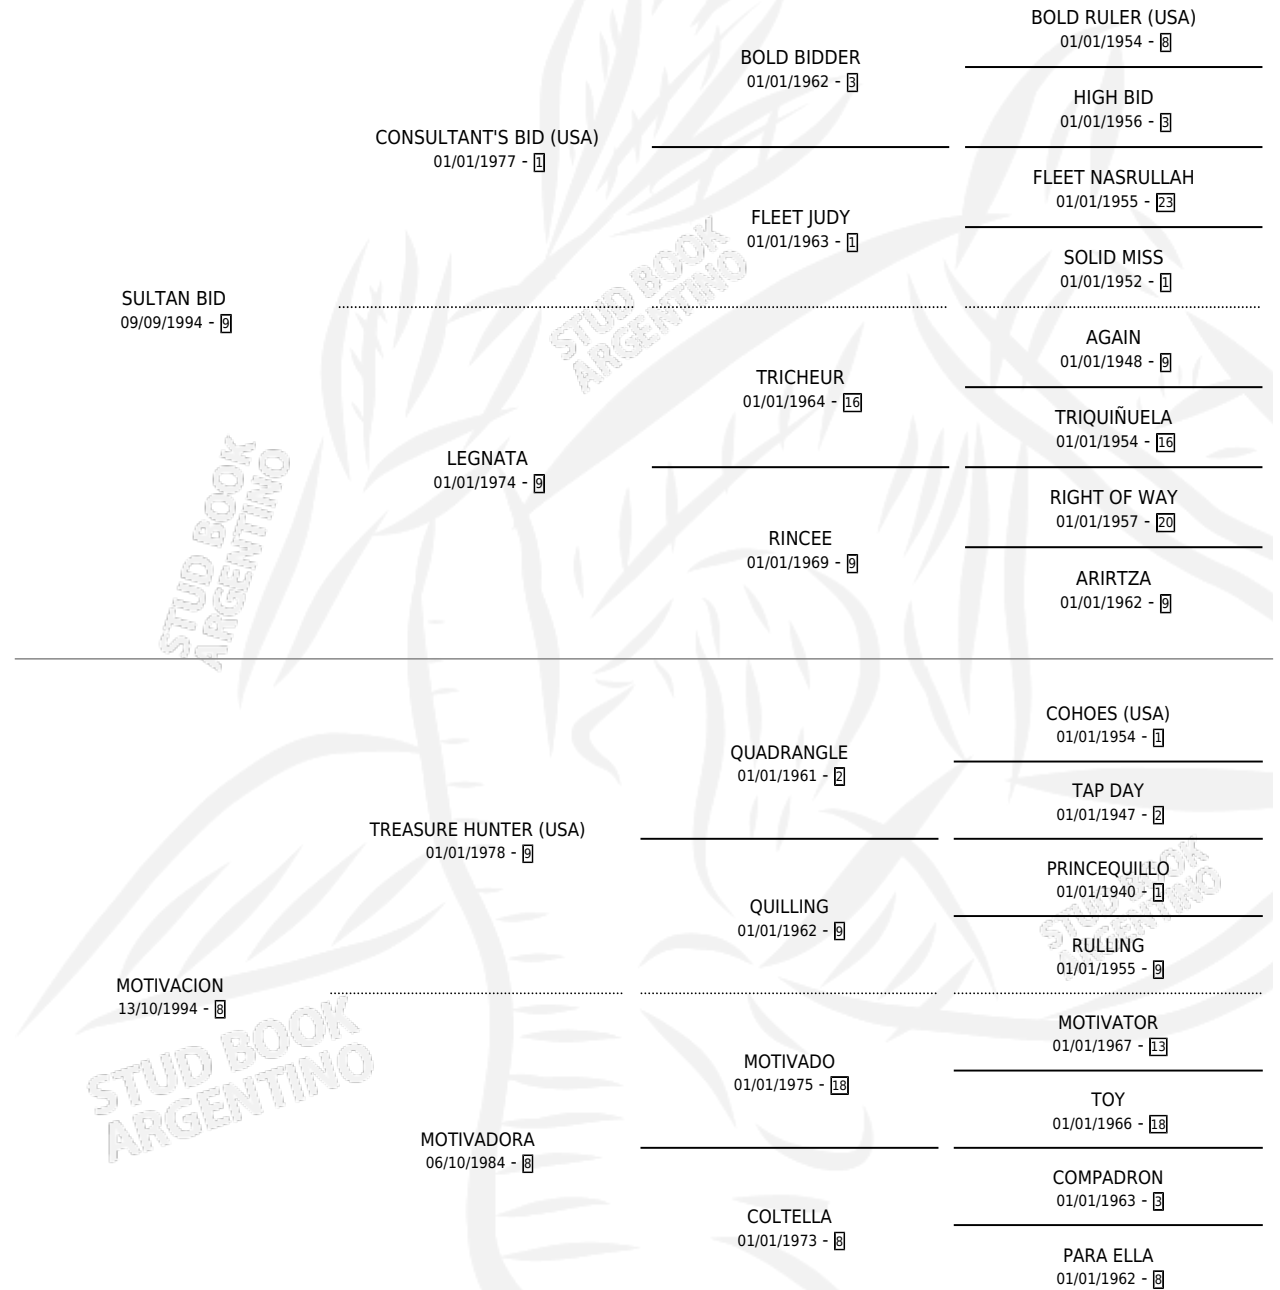 BOLD RULER (USA)
01/01/1954 - 8
BOLD BIDDER
01/01/1962 - 3
HIGH BID
01/01/1956 - 3
CONSULTANT'S BID (USA)
01/01/1977 - 1
FLEET NASRULLAH
01/01/1955 - 23
FLEET JUDY
01/01/1963 - 1
SOLID MISS
01/01/1952 - 1
SULTAN BID
09/09/1994 - 9
AGAIN
01/01/1948 - 9
TRICHEUR
01/01/1964 - 16
TRIQUIÑUELA
01/01/1954 - 16
LEGNATA
01/01/1974 - 9
RIGHT OF WAY
01/01/1957 - 20
RINCEE
01/01/1969 - 9
ARIRTZA
01/01/1962 - 9
COHOES (USA)
01/01/1954 - 1
QUADRANGLE
01/01/1961 - 2
TAP DAY
01/01/1947 - 2
TREASURE HUNTER (USA)
01/01/1978 - 9
PRINCEQUILLO
01/01/1940 - 1
QUILLING
01/01/1962 - 9
RULLING
01/01/1955 - 9
MOTIVACION
13/10/1994 - 8
MOTIVATOR
01/01/1967 - 13
MOTIVADO
01/01/1975 - 18
TOY
01/01/1966 - 18
MOTIVADORA
06/10/1984 - 8
COMPADRON
01/01/1963 - 3
COLTELLA
01/01/1973 - 8
PARA ELLA
01/01/1962 - 8
STUD BOOK
ARGENTINO
STUD BOOK
ARGENTINO
STUD BOOK
ARGENTINO
STUD BOOK
ARGENTINO